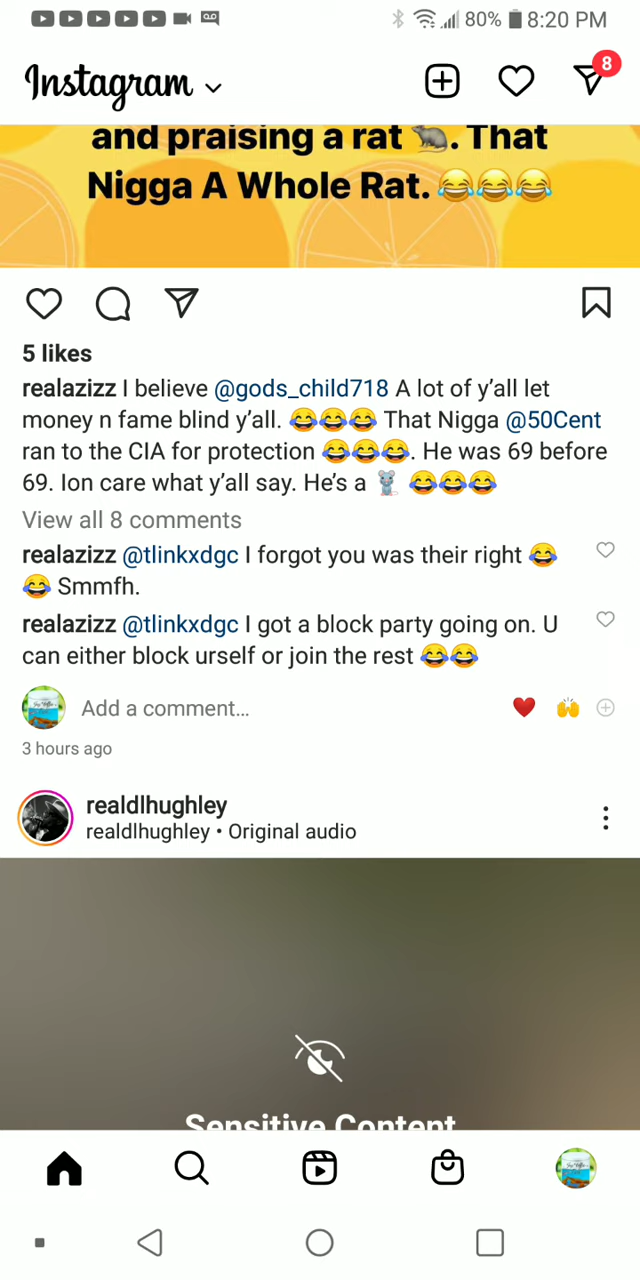 80% 8:20 PM
Instagram
8
and praising a rat 🐀. That
Nigga A Whole Rat. 😂😂😂
5 likes
realazizz I believe @gods_child718 A lot of y'all let
money n fame blind y'all. 😂😂😂 That Nigga @50Cent
ran to the CIA for protection 😂😂😂. He was 69 before
69. Ion care what y'all say. He's a 🐁 😂😂😂
View all 8 comments
realazizz @tlinkxdgc I forgot you was their right 😂
😂 Smmfh.
realazizz @tlinkxdgc I got a block party going on. U
can either block urself or join the rest 😂😂
Add a comment...
3 hours ago
realdlhughley
realdlhughley • Original audio
Sensitive Content